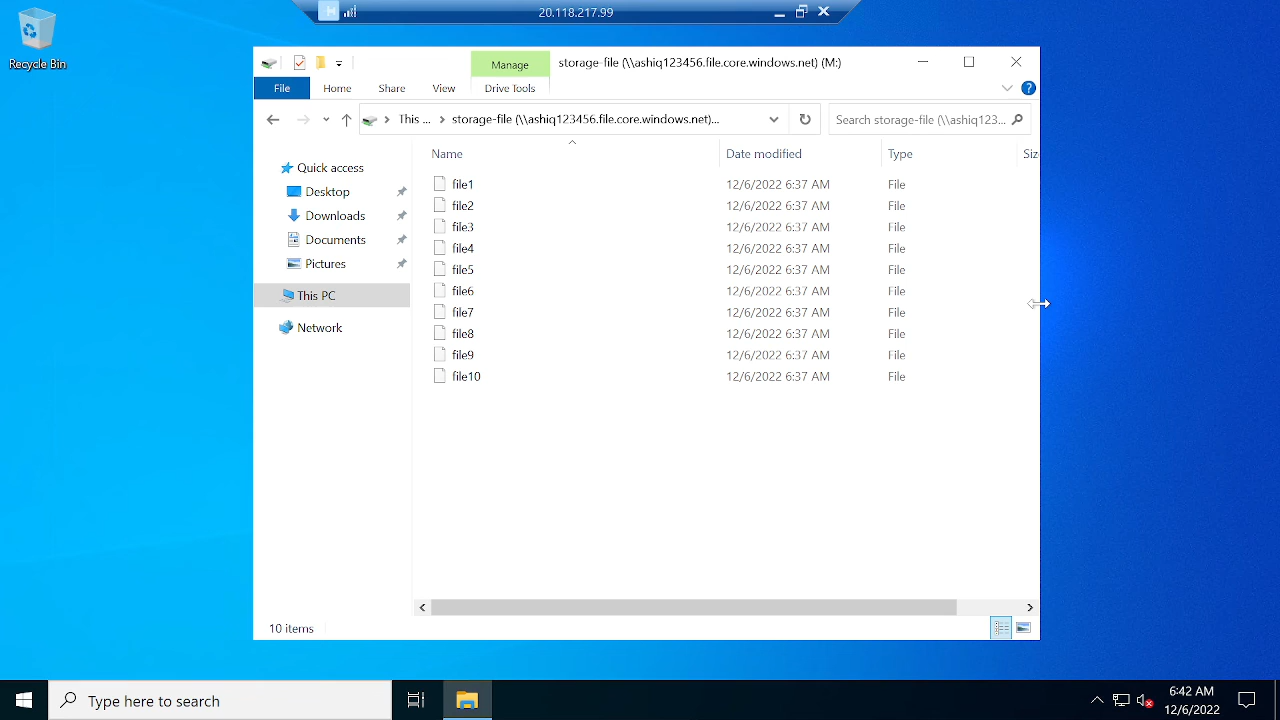 Recycle Bin
20.118.217.99
Manage
storage-file (\\ashiq123456.file.core.windows.net) (M:)
File
Home
Share
View
Drive Tools
This ...
storage-file (\\ashiq123456.file.core.windows.net)...
Search storage-file (\\ashiq123...
Name
Date modified
Type
Siz
Quick access
Desktop
Downloads
Documents
Pictures
This PC
Network
file1 12/6/2022 6:37 AM File
file2 12/6/2022 6:37 AM File
file3 12/6/2022 6:37 AM File
file4 12/6/2022 6:37 AM File
file5 12/6/2022 6:37 AM File
file6 12/6/2022 6:37 AM File
file7 12/6/2022 6:37 AM File
file8 12/6/2022 6:37 AM File
file9 12/6/2022 6:37 AM File
file10 12/6/2022 6:37 AM File
10 items
Type here to search
6:42 AM
12/6/2022